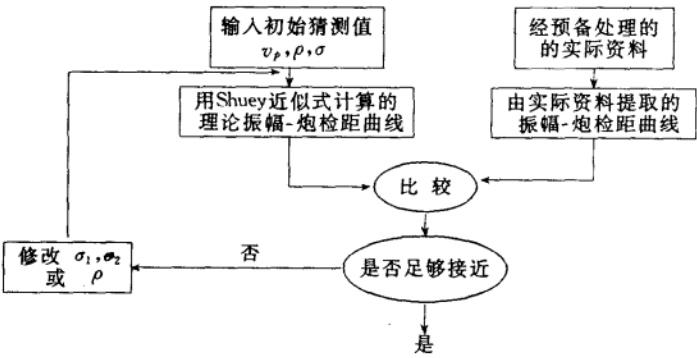 输入初始猜测值
vₚ,ρ,σ
经预备处理的
的实际资料
用Shuey近似式计算的
理论振幅-炮检距曲线
由实际资料提取的
振幅-炮检距曲线
比较
修改 σ₁,σ₂
或 ρ
否
是否足够接近
是